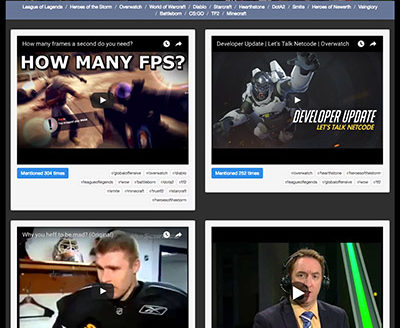 League of Legends / Heroes of the Storm / Overwatch / World of Warcraft / Diablo / Starcraft / Hearthstone / DotA2 / Smite / Heroes of Newerth / Vainglory
/ Battleborn / CS:GO / TF2 / Minecraft
How many frames a second do you need?
HOW MANY FPS?
Mentioned 304 times
r/globaloffensive r/overwatch r/diablo
r/leagueoflegends r/wow r/battleborn r/dota2 r/tf2
r/smite r/minecraft r/truetf2 r/starcraft
r/heroesofthestorm
Developer Update | Let's Talk Netcode | Overwatch
DEVELOPER UPDATE
LET'S TALK NETCODE
Mentioned 252 times
r/overwatch r/hearthstone r/heroesofthestorm
r/leagueoflegends r/globaloffensive r/wow r/tf2
Why you heff to be mad? (Original)
RBK